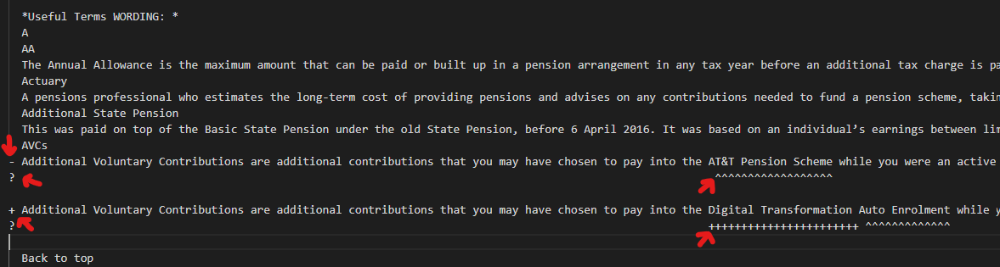 *Useful Terms WORDING: *
A
AA
The Annual Allowance is the maximum amount that can be paid or built up in a pension arrangement in any tax year before an additional tax charge is pa
Actuary
A pensions professional who estimates the long-term cost of providing pensions and advises on any contributions needed to fund a pension scheme, takin
Additional State Pension
This was paid on top of the Basic State Pension under the old State Pension, before 6 April 2016. It was based on an individual’s earnings between lim
AVCs
- Additional Voluntary Contributions are additional contributions that you may have chosen to pay into the AT&T Pension Scheme while you were an active
? ^^^^^^^^^^^^^^^^^^
+ Additional Voluntary Contributions are additional contributions that you may have chosen to pay into the Digital Transformation Auto Enrolment while y
? +++++++++++++++++++++++ ^^^^^^^^^^^^^
Back to top